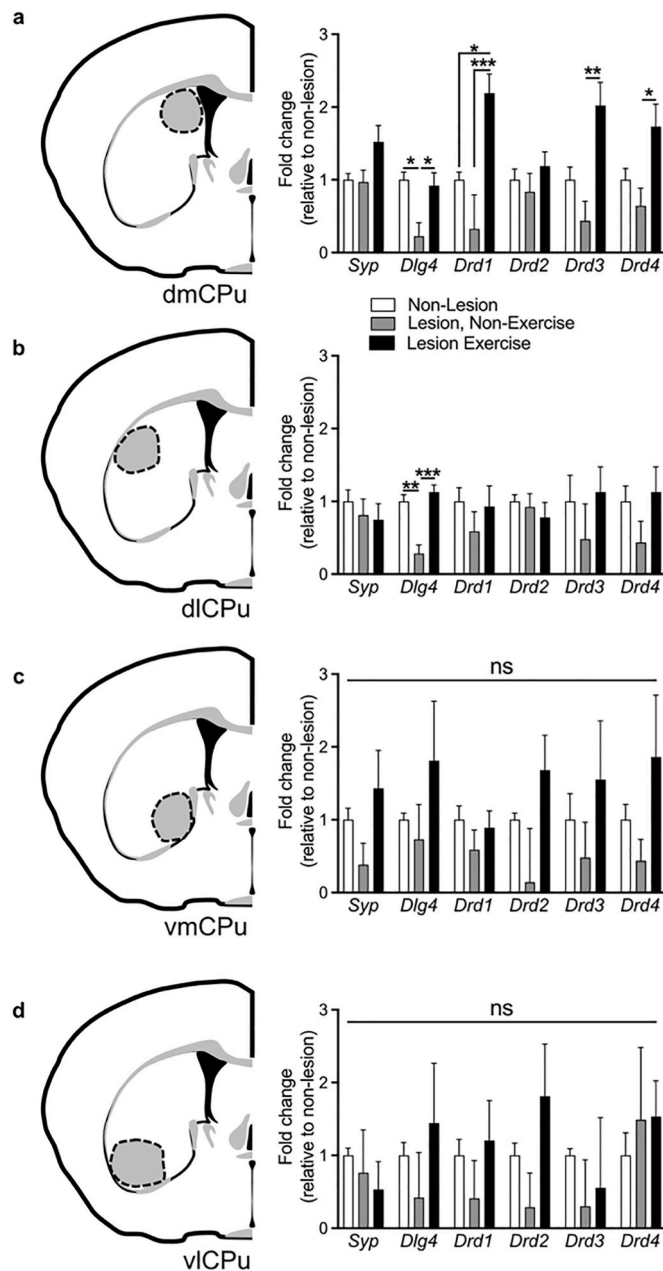 a
dmCPu
Fold change
(relative to non-lesion)
3
2
1
0
* *
*
***
**
*
Syp Dlg4 Drd1 Drd2 Drd3 Drd4
Non-Lesion
Lesion, Non-Exercise
Lesion Exercise
b
dlCPu
Fold change
(relative to non-lesion)
3
2
1
0
** ***
Syp Dlg4 Drd1 Drd2 Drd3 Drd4
c
vmCPu
Fold change
(relative to non-lesion)
3
2
1
0
ns
Syp Dlg4 Drd1 Drd2 Drd3 Drd4
d
vlCPu
Fold change
(relative to non-lesion)
3
2
1
0
ns
Syp Dlg4 Drd1 Drd2 Drd3 Drd4